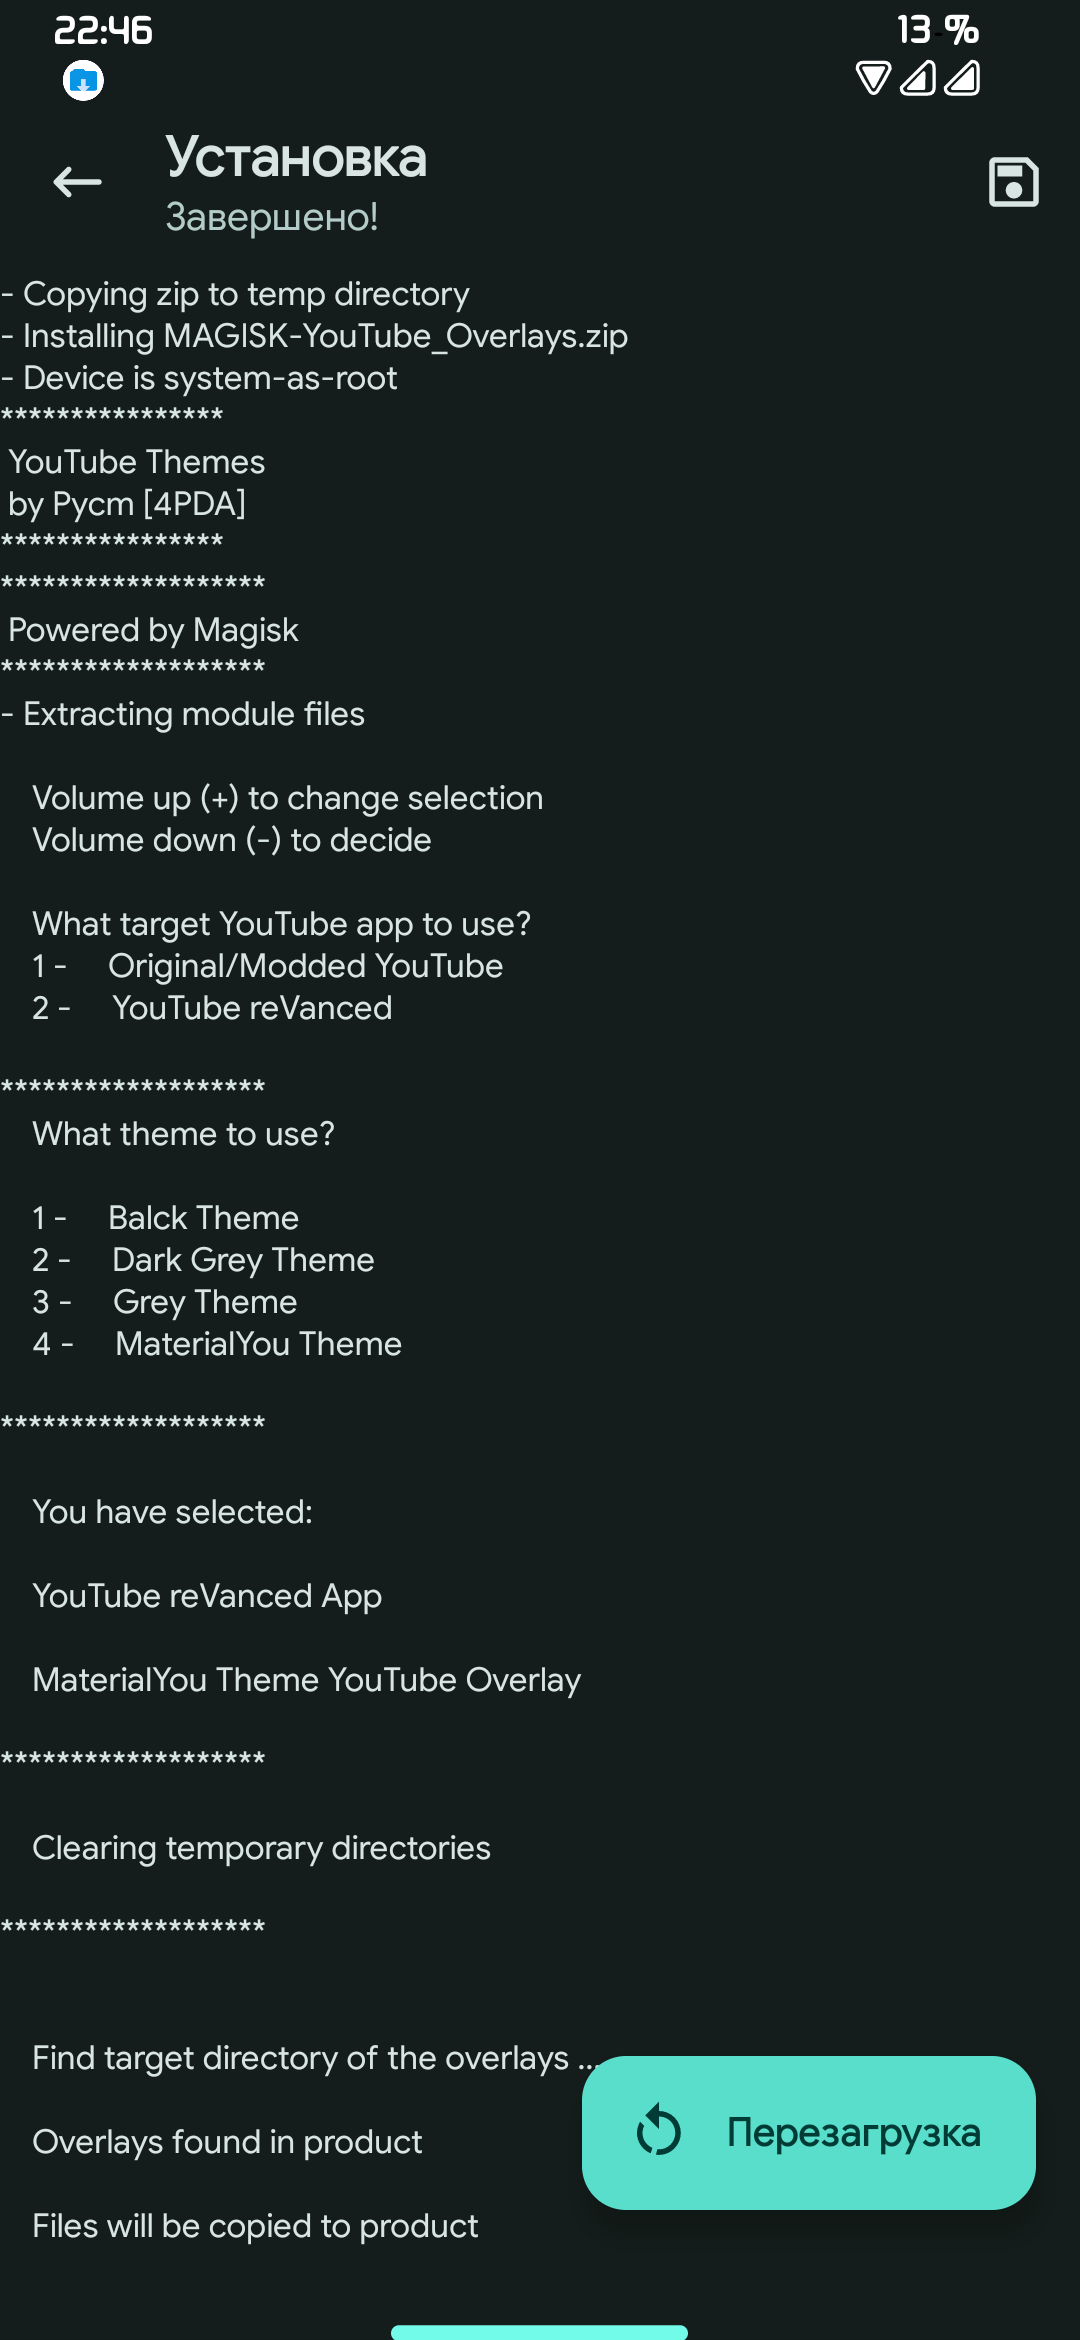 22:46
13 %
Установка
Завершено!
- Copying zip to temp directory
- Installing MAGISK-YouTube_Overlays.zip
- Device is system-as-root
****************
YouTube Themes
by Руст [4PDA]
****************
*******************
Powered by Magisk
*******************
- Extracting module files
Volume up (+) to change selection
Volume down (-) to decide
What target YouTube app to use?
1 - Original/Modded YouTube
2 - YouTube reVanced
*******************
What theme to use?
1 - Balck Theme
2 - Dark Grey Theme
3 - Grey Theme
4 - MaterialYou Theme
*******************
You have selected:
YouTube reVanced App
MaterialYou Theme YouTube Overlay
*******************
Clearing temporary directories
*******************
Find target directory of the overlays ...
Overlays found in product
Files will be copied to product
Перезагрузка